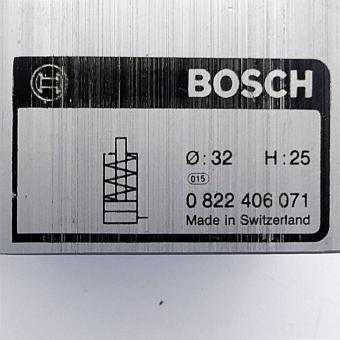 BOSCH
Ø: 32 H: 25
015
0 822 406 071
Made in Switzerland